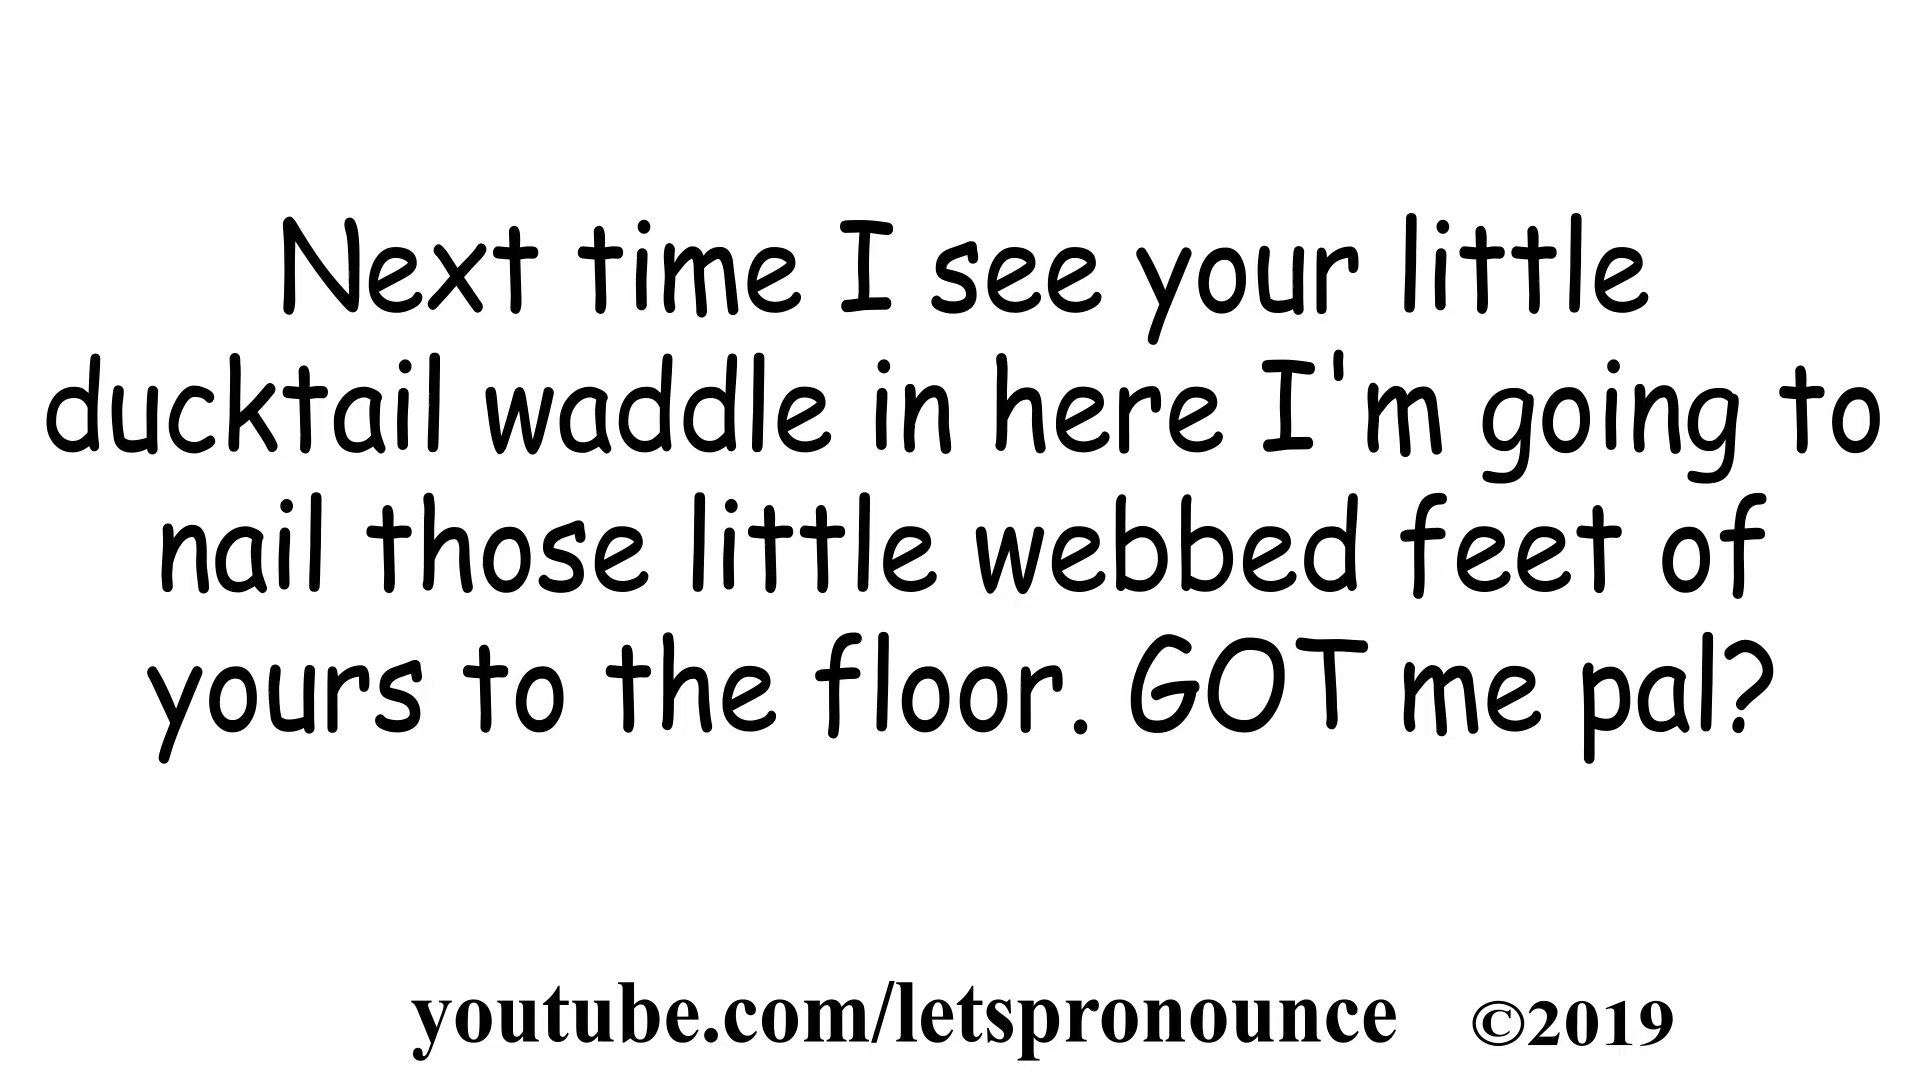 Next time I see your little
ducktail waddle in here I'm going to
nail those little webbed feet of
yours to the floor. GOT me pal?
youtube.com/letspronounce ©2019